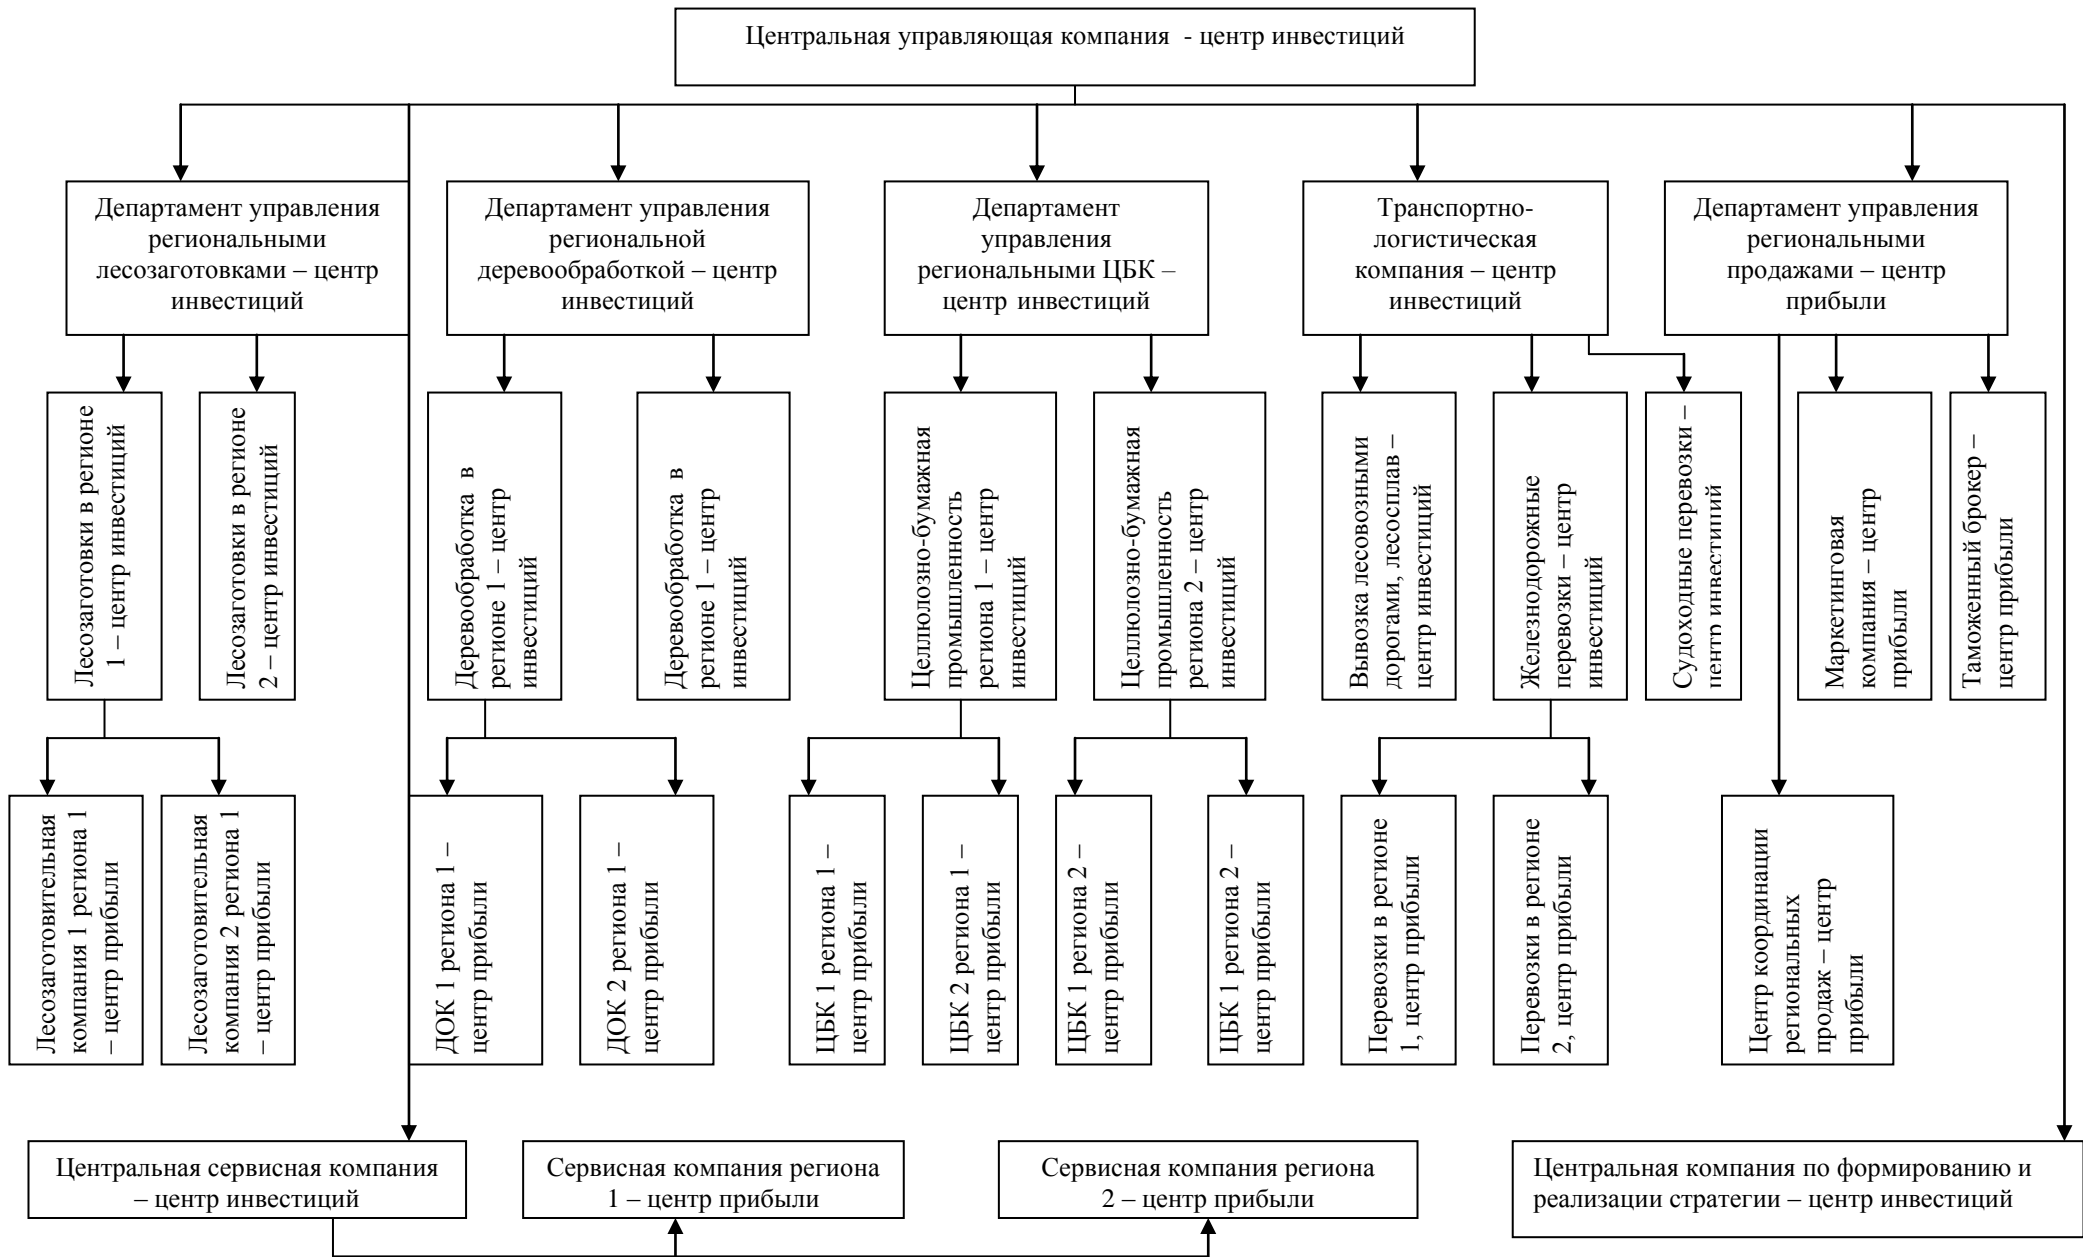 Центральная управляющая компания - центр инвестиций
Департамент управления
региональными
лесозаготовками – центр
инвестиций
Департамент управления
региональной
деревообработкой – центр
инвестиций
Департамент
управления
региональными ЦБК –
центр инвестиций
Транспортно-
логистическая
компания – центр
инвестиций
Департамент управления
региональными
продажами – центр
прибыли
Лесозаготовки в регионе
1 – центр инвестиций
Лесозаготовки в регионе
2 – центр инвестиций
Деревообработка в
регионе 1 – центр
инвестиций
Деревообработка в
регионе 1 – центр
инвестиций
Целлюлозно-бумажная
промышленность
региона 1 – центр
инвестиций
Целлюлозно-бумажная
промышленность
региона 2 – центр
инвестиций
Вывозка лесовозными
дорогами, лесосплав –
центр инвестиций
Железнодорожные
перевозки – центр
инвестиций
Судоходные перевозки –
центр инвестиций
Маркетинговая
компания – центр
прибыли
Таможенный брокер –
центр прибыли
Лесозаготовительная
компания 1 региона 1
– центр прибыли
Лесозаготовительная
компания 2 региона 1
– центр прибыли
ДОК 1 региона 1 –
центр прибыли
ДОК 2 региона 1 –
центр прибыли
ЦБК 1 региона 1 –
центр прибыли
ЦБК 2 региона 1 –
центр прибыли
ЦБК 1 региона 2 –
центр прибыли
ЦБК 1 региона 2 –
центр прибыли
Перевозки в регионе
1, центр прибыли
Перевозки в регионе
2, центр прибыли
Центр координации
региональных
продаж – центр
прибыли
Центральная сервисная компания
– центр инвестиций
Сервисная компания региона
1 – центр прибыли
Сервисная компания региона
2 – центр прибыли
Центральная компания по формированию и
реализации стратегии – центр инвестиций